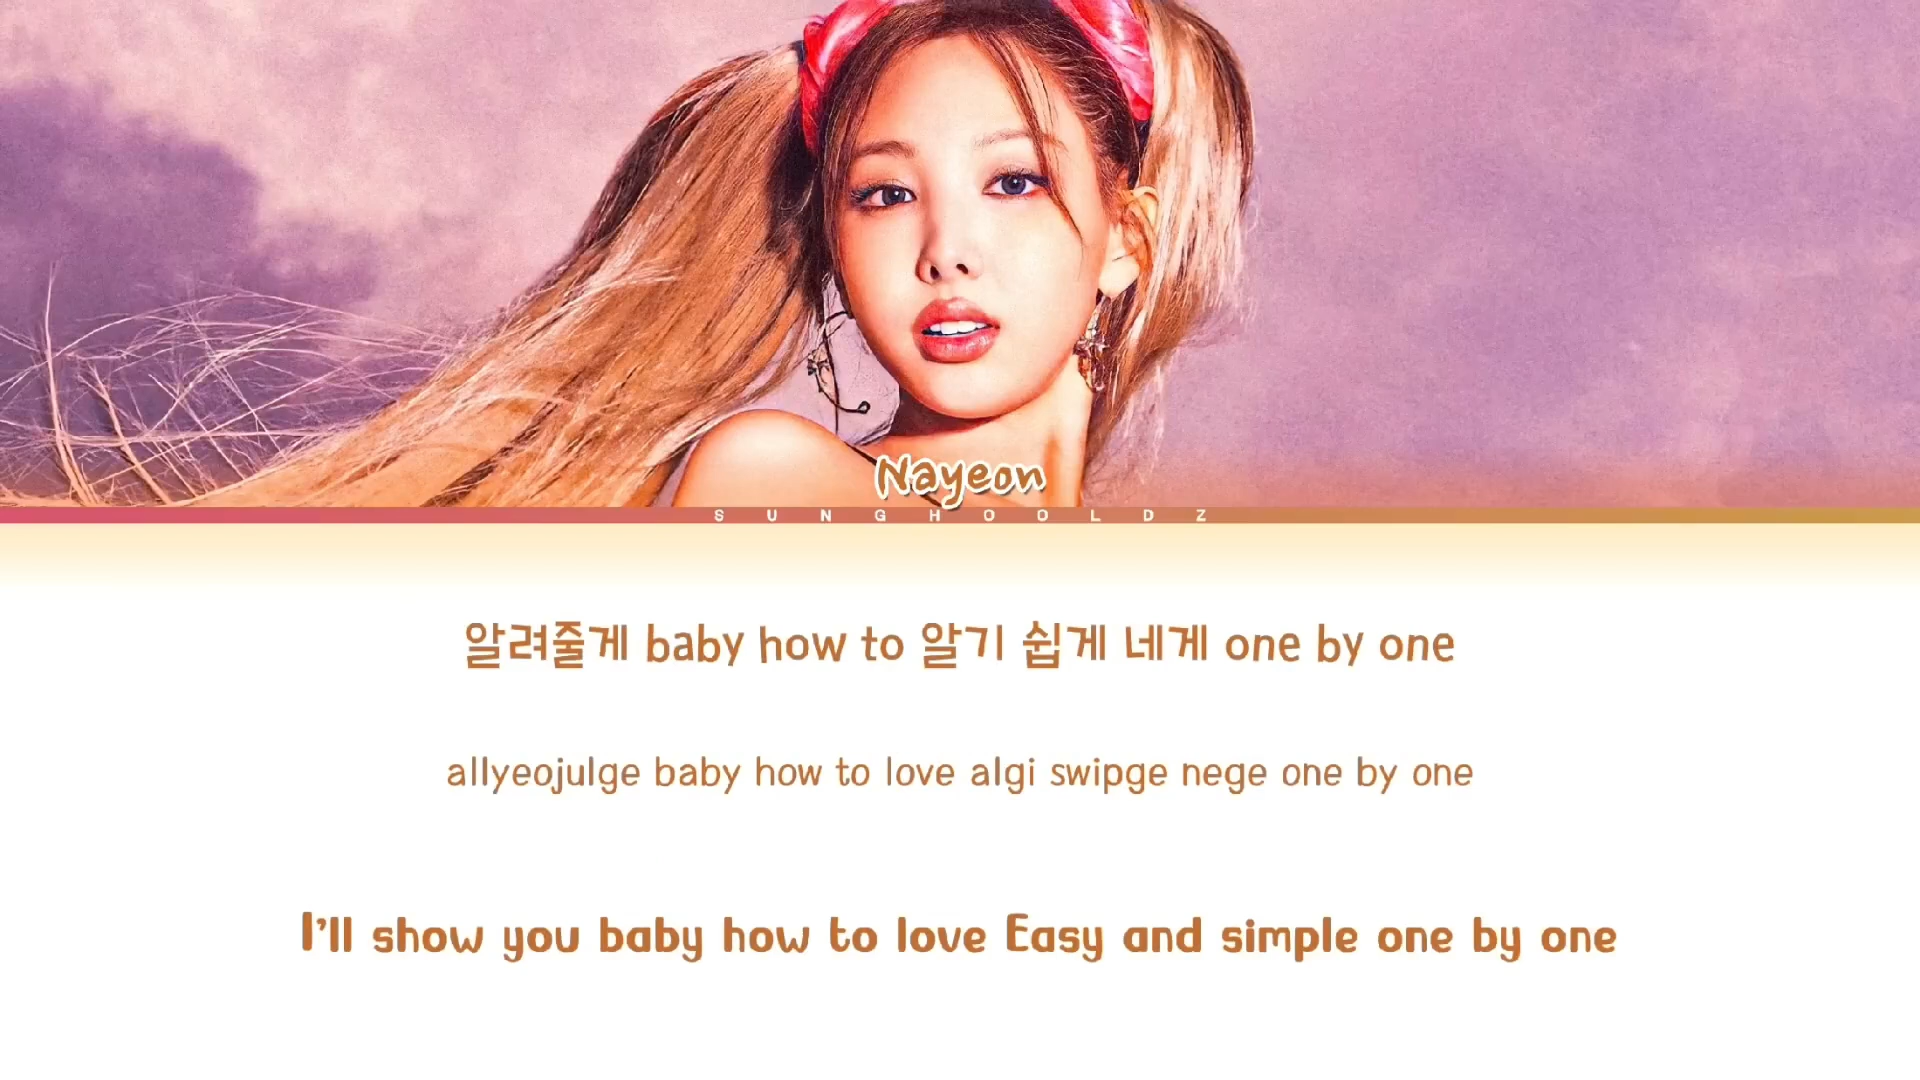 Nayeon
SUNGHOOLDZ
알려줄게 baby how to 알기 쉽게 네게 one by one
allyeojulge baby how to love algi swipge nege one by one
I'll show you baby how to love Easy and simple one by one